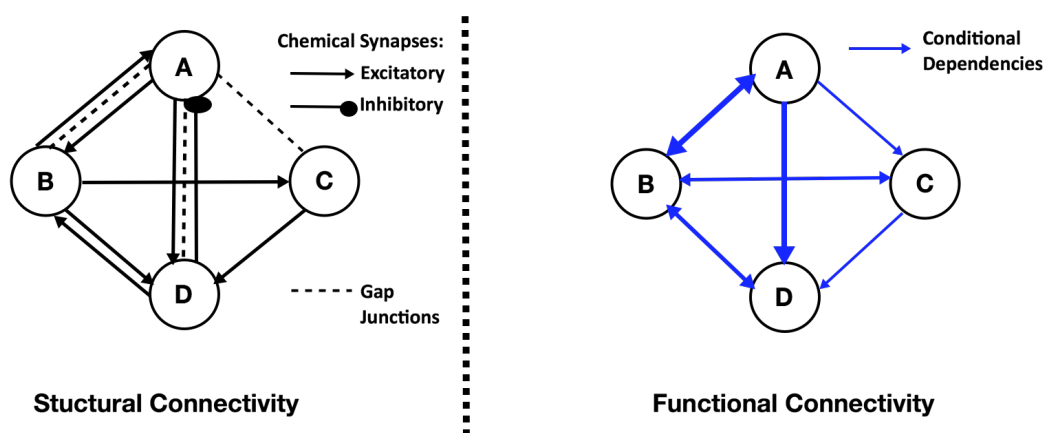 A
Chemical Synapses:
Excitatory
Inhibitory
B
C
D
Gap
Junctions
Stuctural Connectivity
A
Conditional
Dependencies
B
C
D
Functional Connectivity